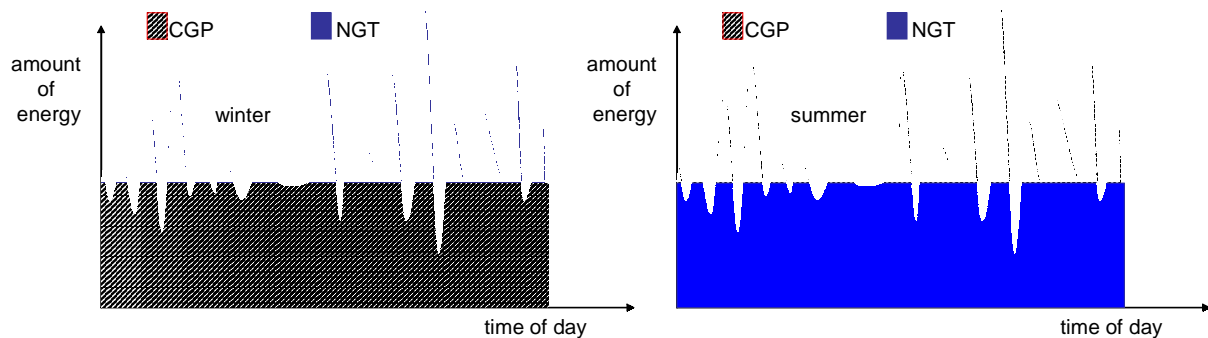 CGP
NGT
amount
of
energy
winter
time of day
CGP
NGT
amount
of
energy
summer
time of day